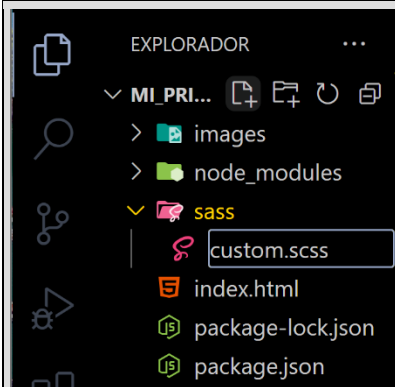 EXPLORADOR ...
MI_PRI...
images
node_modules
sass
custom.scss
index.html
package-lock.json
package.json